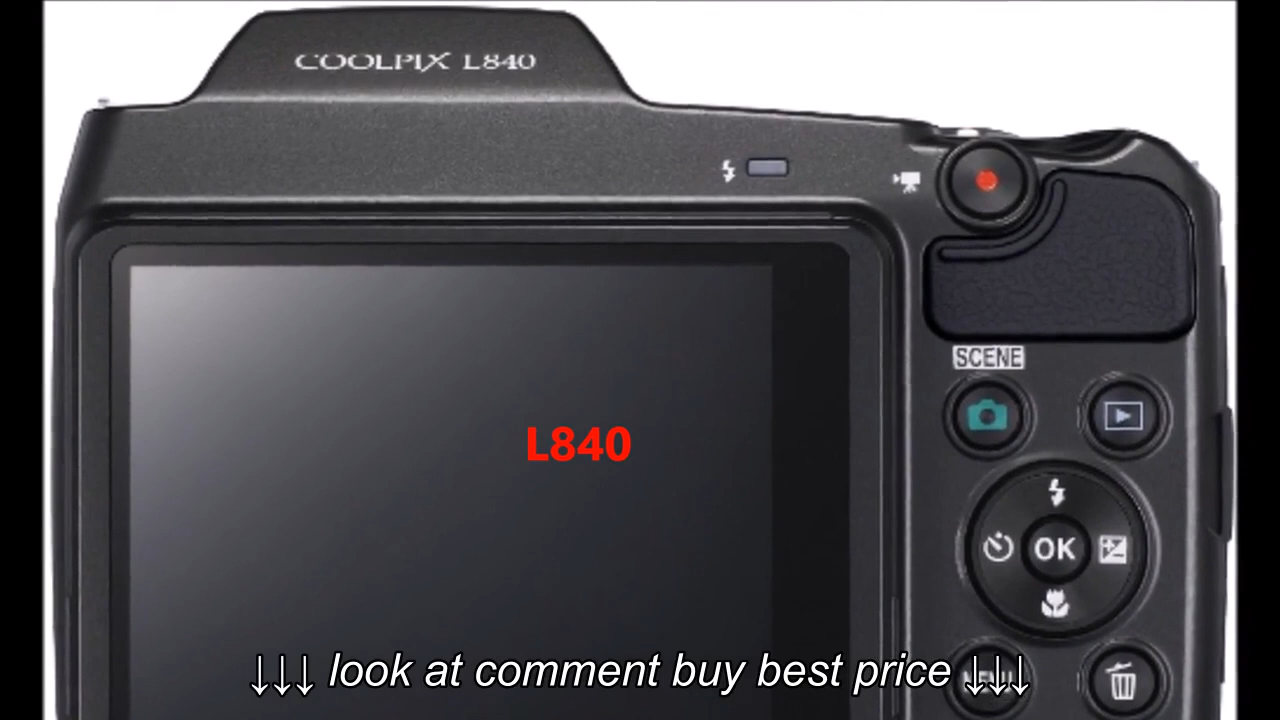 COOLPIX L840
SCENE
L840
OK
↓↓↓ look at comment buy best price ↓↓↓